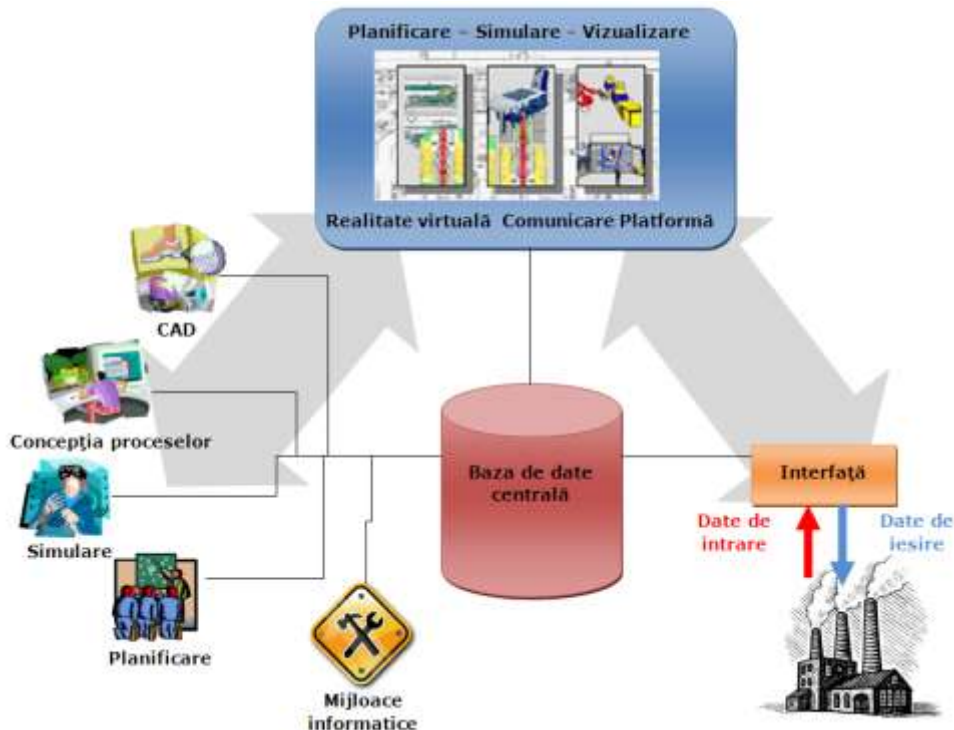 Planificare – Simulare – Vizualizare
Realitate virtuală Comunicare Platformă
CAD
Concepţia proceselor
Simulare
Planificare
Mijloace
informatice
Baza de date
centrală
Interfaţă
Date de
intrare
Date de
iesire